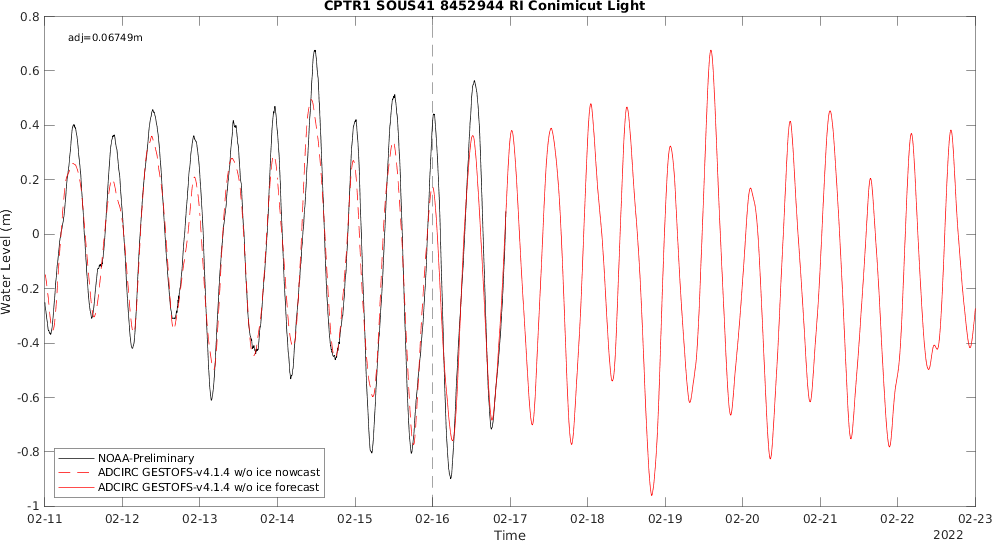 CPTR1 SOUS41 8452944 RI Conimicut Light
adj=0.06749m
0.8
0.6
0.4
0.2
0
-0.2
-0.4
-0.6
-0.8
-1
Water Level (m)
NOAA-Preliminary
ADCIRC GESTOFS-v4.1.4 w/o ice nowcast
ADCIRC GESTOFS-v4.1.4 w/o ice forecast
02-11 02-12 02-13 02-14 02-15 02-16 02-17 02-18 02-19 02-20 02-21 02-22 02-23
Time
2022